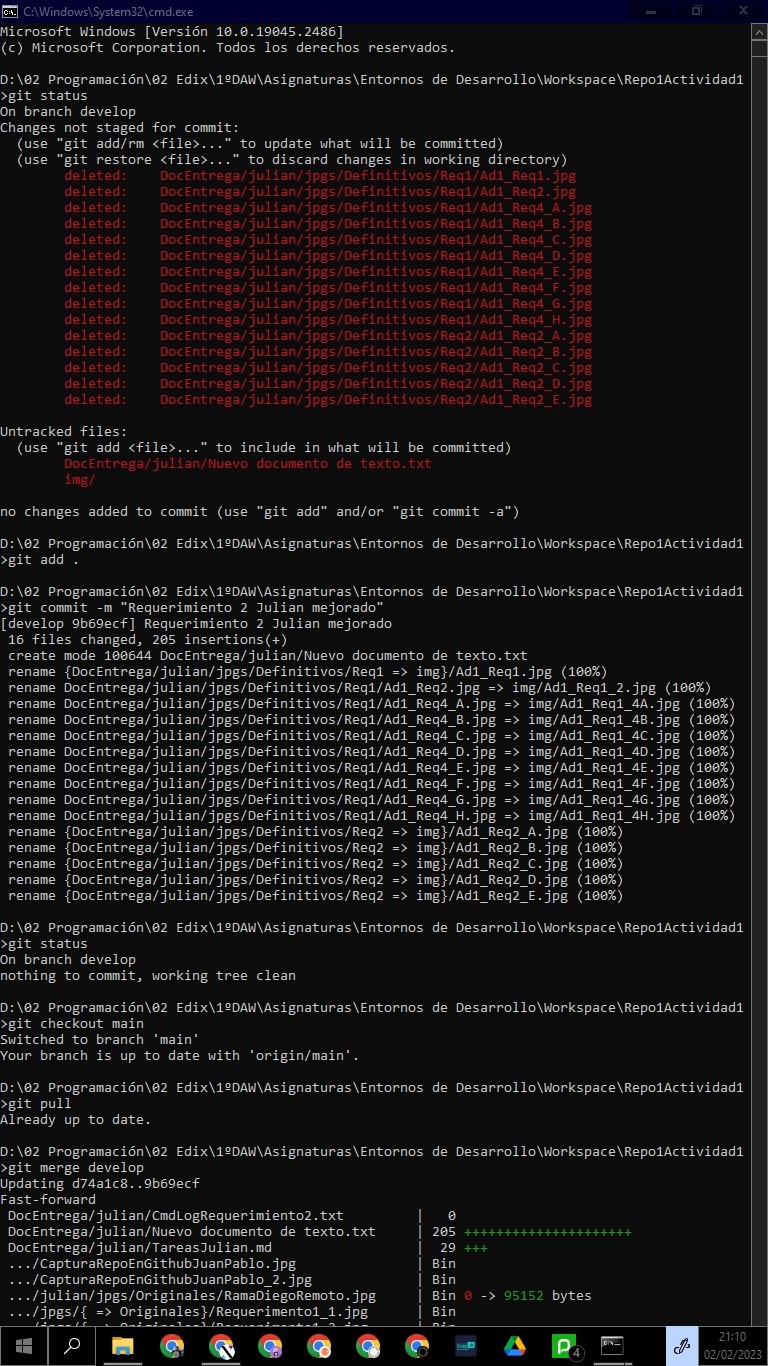 C:\Windows\System32\cmd.exe
Microsoft Windows [Versión 10.0.19045.2486]
(c) Microsoft Corporation. Todos los derechos reservados.
D:\02 Programación\02 Edix\1ºDAW\Asignaturas\Entornos de Desarrollo\Workspace\Repo1Actividad1
>git status
On branch develop
Changes not staged for commit:
  (use "git add/rm <file>..." to update what will be committed)
  (use "git restore <file>..." to discard changes in working directory)
        deleted:    DocEntrega/julian/jpgs/Definitivos/Req1/Ad1_Req1.jpg
        deleted:    DocEntrega/julian/jpgs/Definitivos/Req1/Ad1_Req2.jpg
        deleted:    DocEntrega/julian/jpgs/Definitivos/Req1/Ad1_Req4_A.jpg
        deleted:    DocEntrega/julian/jpgs/Definitivos/Req1/Ad1_Req4_B.jpg
        deleted:    DocEntrega/julian/jpgs/Definitivos/Req1/Ad1_Req4_C.jpg
        deleted:    DocEntrega/julian/jpgs/Definitivos/Req1/Ad1_Req4_D.jpg
        deleted:    DocEntrega/julian/jpgs/Definitivos/Req1/Ad1_Req4_E.jpg
        deleted:    DocEntrega/julian/jpgs/Definitivos/Req1/Ad1_Req4_F.jpg
        deleted:    DocEntrega/julian/jpgs/Definitivos/Req1/Ad1_Req4_G.jpg
        deleted:    DocEntrega/julian/jpgs/Definitivos/Req1/Ad1_Req4_H.jpg
        deleted:    DocEntrega/julian/jpgs/Definitivos/Req2/Ad1_Req2_A.jpg
        deleted:    DocEntrega/julian/jpgs/Definitivos/Req2/Ad1_Req2_B.jpg
        deleted:    DocEntrega/julian/jpgs/Definitivos/Req2/Ad1_Req2_C.jpg
        deleted:    DocEntrega/julian/jpgs/Definitivos/Req2/Ad1_Req2_D.jpg
        deleted:    DocEntrega/julian/jpgs/Definitivos/Req2/Ad1_Req2_E.jpg
Untracked files:
  (use "git add <file>..." to include in what will be committed)
        DocEntrega/julian/Nuevo documento de texto.txt
        img/
no changes added to commit (use "git add" and/or "git commit -a")
D:\02 Programación\02 Edix\1ºDAW\Asignaturas\Entornos de Desarrollo\Workspace\Repo1Actividad1
>git add .
D:\02 Programación\02 Edix\1ºDAW\Asignaturas\Entornos de Desarrollo\Workspace\Repo1Actividad1
>git commit -m "Requerimiento 2 Julian mejorado"
[develop 9b69ecf] Requerimiento 2 Julian mejorado
 16 files changed, 205 insertions(+)
 create mode 100644 DocEntrega/julian/Nuevo documento de texto.txt
 rename {DocEntrega/julian/jpgs/Definitivos/Req1 => img}/Ad1_Req1.jpg (100%)
 rename DocEntrega/julian/jpgs/Definitivos/Req1/Ad1_Req2.jpg => img/Ad1_Req1_2.jpg (100%)
 rename DocEntrega/julian/jpgs/Definitivos/Req1/Ad1_Req4_A.jpg => img/Ad1_Req1_4A.jpg (100%)
 rename DocEntrega/julian/jpgs/Definitivos/Req1/Ad1_Req4_B.jpg => img/Ad1_Req1_4B.jpg (100%)
 rename DocEntrega/julian/jpgs/Definitivos/Req1/Ad1_Req4_C.jpg => img/Ad1_Req1_4C.jpg (100%)
 rename DocEntrega/julian/jpgs/Definitivos/Req1/Ad1_Req4_D.jpg => img/Ad1_Req1_4D.jpg (100%)
 rename DocEntrega/julian/jpgs/Definitivos/Req1/Ad1_Req4_E.jpg => img/Ad1_Req1_4E.jpg (100%)
 rename DocEntrega/julian/jpgs/Definitivos/Req1/Ad1_Req4_F.jpg => img/Ad1_Req1_4F.jpg (100%)
 rename DocEntrega/julian/jpgs/Definitivos/Req1/Ad1_Req4_G.jpg => img/Ad1_Req1_4G.jpg (100%)
 rename DocEntrega/julian/jpgs/Definitivos/Req1/Ad1_Req4_H.jpg => img/Ad1_Req1_4H.jpg (100%)
 rename {DocEntrega/julian/jpgs/Definitivos/Req2 => img}/Ad1_Req2_A.jpg (100%)
 rename {DocEntrega/julian/jpgs/Definitivos/Req2 => img}/Ad1_Req2_B.jpg (100%)
 rename {DocEntrega/julian/jpgs/Definitivos/Req2 => img}/Ad1_Req2_C.jpg (100%)
 rename {DocEntrega/julian/jpgs/Definitivos/Req2 => img}/Ad1_Req2_D.jpg (100%)
 rename {DocEntrega/julian/jpgs/Definitivos/Req2 => img}/Ad1_Req2_E.jpg (100%)
D:\02 Programación\02 Edix\1ºDAW\Asignaturas\Entornos de Desarrollo\Workspace\Repo1Actividad1
>git status
On branch develop
nothing to commit, working tree clean
D:\02 Programación\02 Edix\1ºDAW\Asignaturas\Entornos de Desarrollo\Workspace\Repo1Actividad1
>git checkout main
Switched to branch 'main'
Your branch is up to date with 'origin/main'.
D:\02 Programación\02 Edix\1ºDAW\Asignaturas\Entornos de Desarrollo\Workspace\Repo1Actividad1
>git pull
Already up to date.
D:\02 Programación\02 Edix\1ºDAW\Asignaturas\Entornos de Desarrollo\Workspace\Repo1Actividad1
>git merge develop
Updating d74a1c8..9b69ecf
Fast-forward
 DocEntrega/julian/CmdLogRequerimiento2.txt         |   0
 DocEntrega/julian/Nuevo documento de texto.txt     | 205 +++++++++++++++++++++
 DocEntrega/julian/TareasJulian.md                  |  29 +++
 .../CapturaRepoEnGithubJuanPablo.jpg               | Bin
 .../CapturaRepoEnGithubJuanPablo_2.jpg             | Bin
 .../julian/jpgs/Originales/RamaDiegoRemoto.jpg     | Bin 0 -> 95152 bytes
 .../jpgs/{ => Originales}/Requerimento1_1.jpg      | Bin
4
21:10
02/02/2023